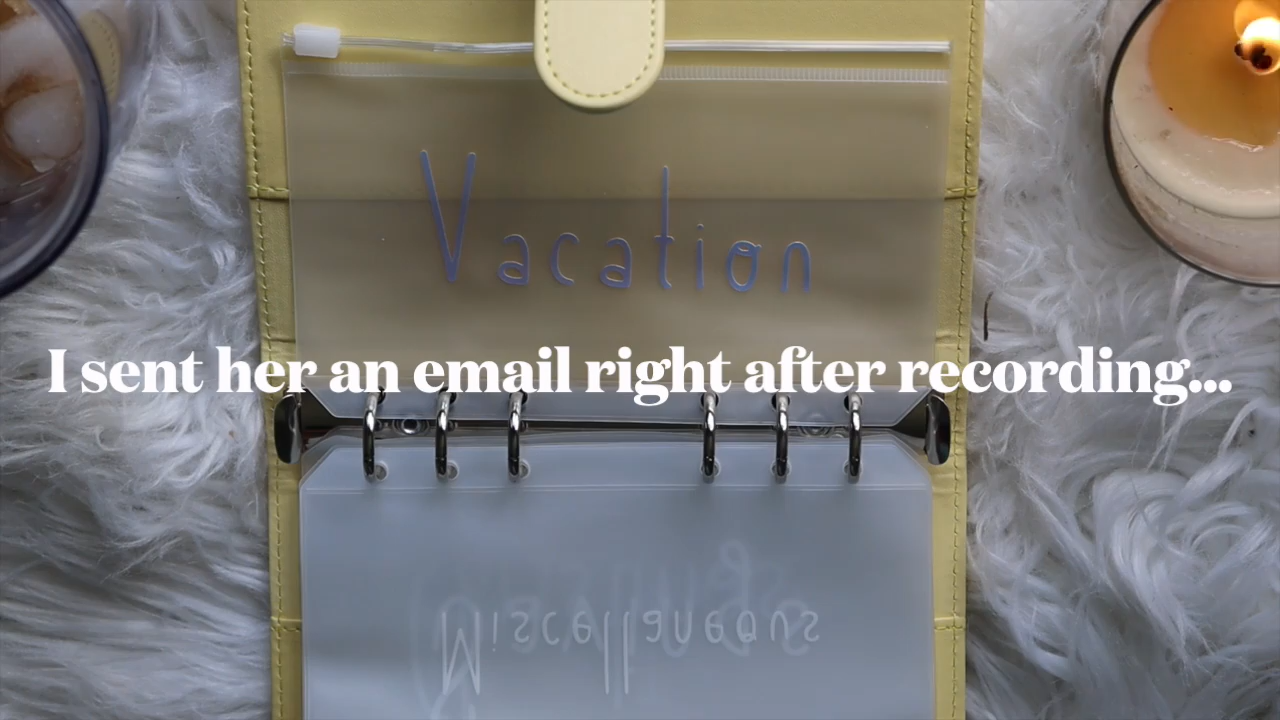 Vacation
I sent her an email right after recording...
Miscellaneous